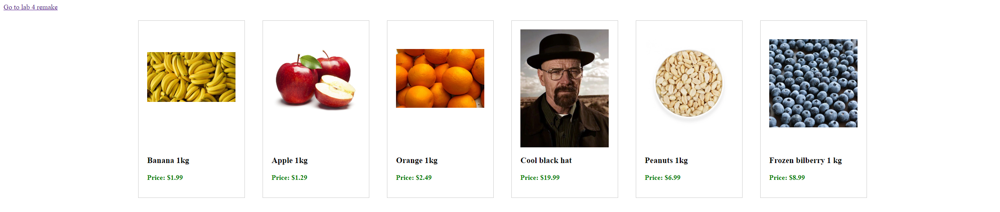 Go to lab 4 remake
Banana 1kg
Price: $1.99
Apple 1kg
Price: $1.29
Orange 1kg
Price: $2.49
Cool black hat
Price: $19.99
Peanuts 1kg
Price: $6.99
Frozen bilberry 1 kg
Price: $8.99